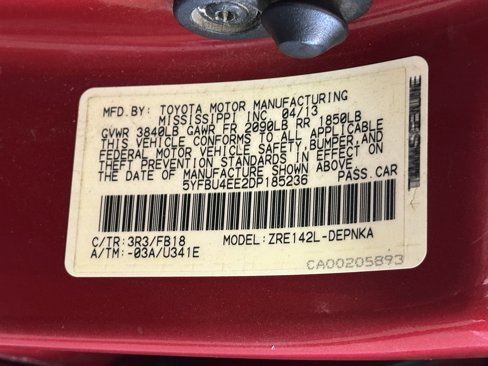 MFD.BY: TOYOTA MOTOR MANUFACTURING
MISSISSIPPI INC 04/13
GVWR 3840LB GAWR FR 2090LB RR 1850LB
THIS VEHICLE CONFORMS TO ALL APPLICABLE
FEDERAL MOTOR VEHICLE SAFETY,BUMPER,AND
THEFT PREVENTION STANDARDS IN EFFECT ON
THE DATE OF MANUFACTURE SHOWN ABOVE.
5YFBU4EE2DP185236 PASS.CAR
C/TR:3R3/FB18 MODEL:ZRE142L-DEPNKA
A/TM:-03A/U341E
CA00205893